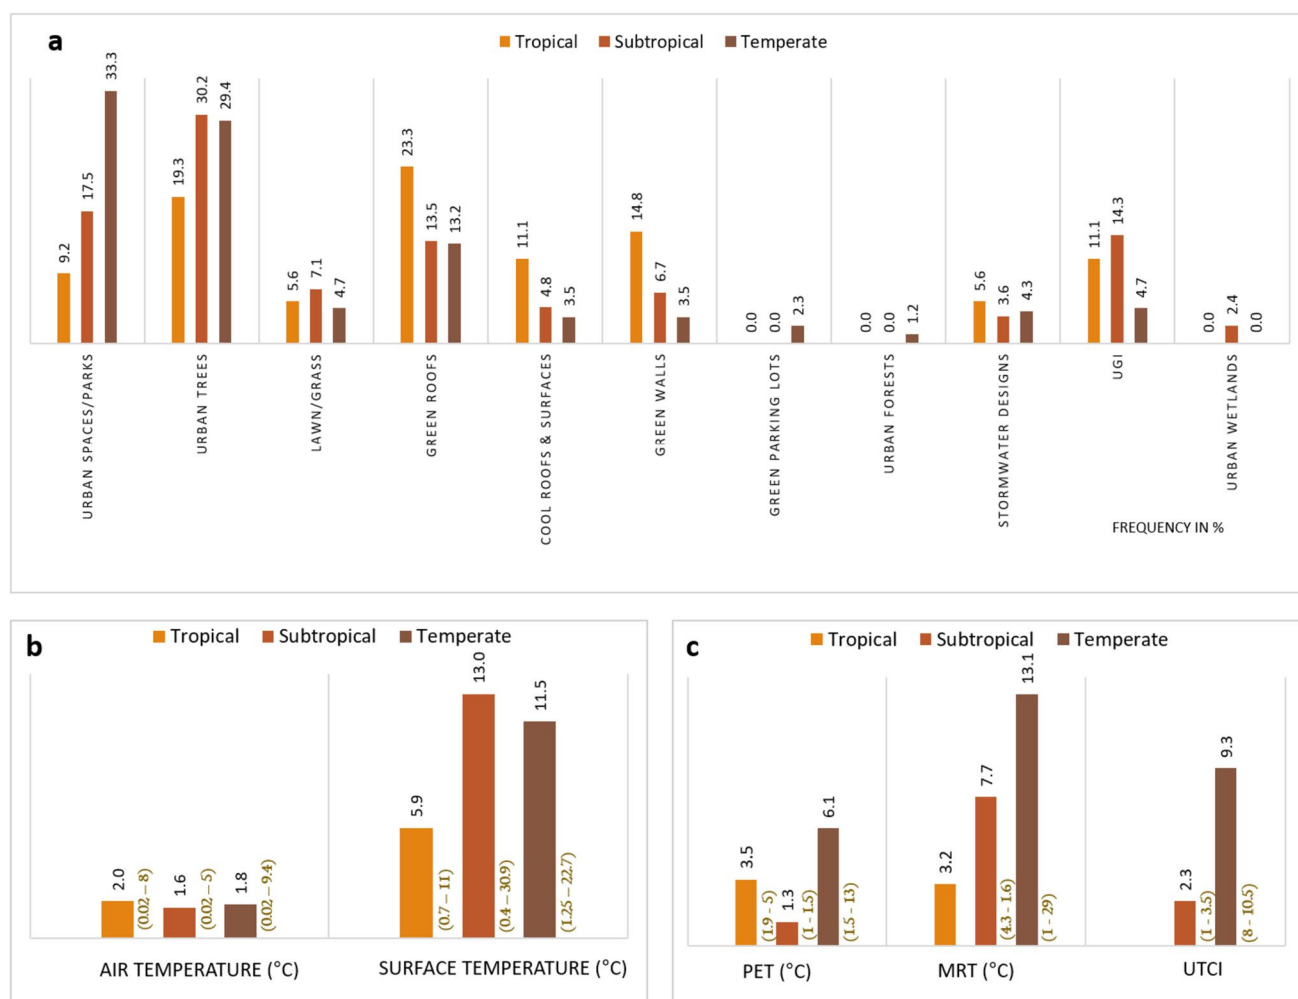 a
Tropical Subtropical Temperate
9.2 17.5 33.3 19.3 30.2 29.4 5.6 7.1 4.7 23.3 13.5 13.2 11.1 4.8 3.5 14.8 6.7 3.5 0.0 0.0 2.3 0.0 0.0 1.2 5.6 3.6 4.3 11.1 14.3 4.7 0.0 2.4 0.0
URBAN SPACES/PARKS
URBAN TREES
LAWN/GRASS
GREEN ROOFS
COOL ROOFS & SURFACES
GREEN WALLS
GREEN PARKING LOTS
URBAN FORESTS
STORMWATER DESIGNS
UGI
URBAN WETLANDS
FREQUENCY IN %
b
Tropical Subtropical Temperate
2.0 (0.02 – 8) 1.6 (0.02 – 5) 1.8 (0.02 – 9.4) 5.9 (0.7 – 11) 13.0 (0.4 – 30.9) 11.5 (1.25 – 22.7)
AIR TEMPERATURE (°C) SURFACE TEMPERATURE (°C)
c
Tropical Subtropical Temperate
3.5 (1.9 - 5) 1.3 (1 - 1.5) 6.1 (1.5 - 13) 3.2 7.7 (4.3 - 1.6) 13.1 (1 - 29) 2.3 (1 - 3.5) 9.3 (8 - 10.5)
PET (°C) MRT (°C) UTCI